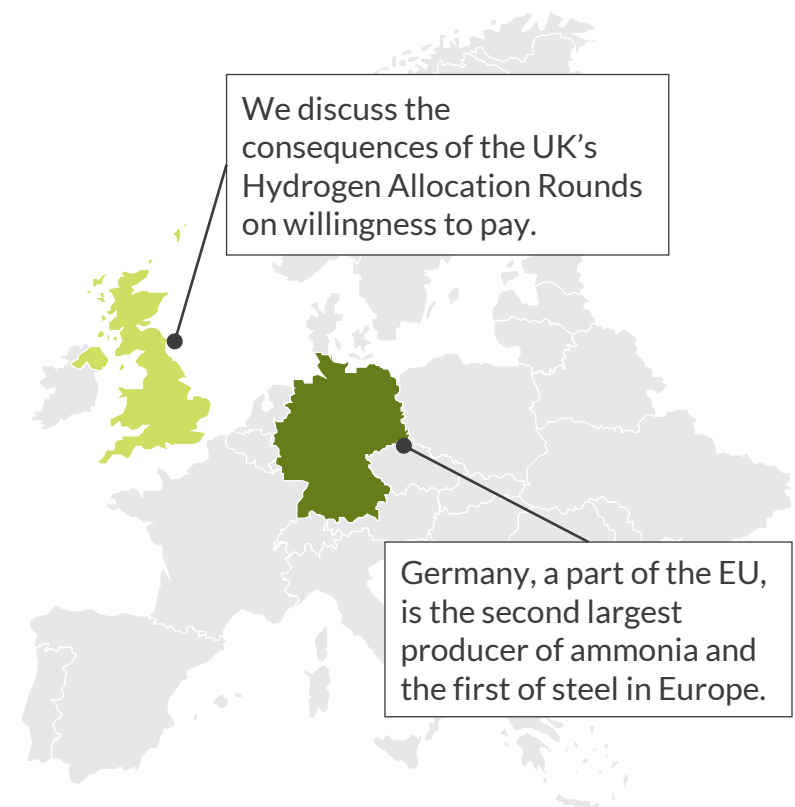 We discuss the
consequences of the UK’s
Hydrogen Allocation Rounds
on willingness to pay.
Germany, a part of the EU,
is the second largest
producer of ammonia and
the first of steel in Europe.